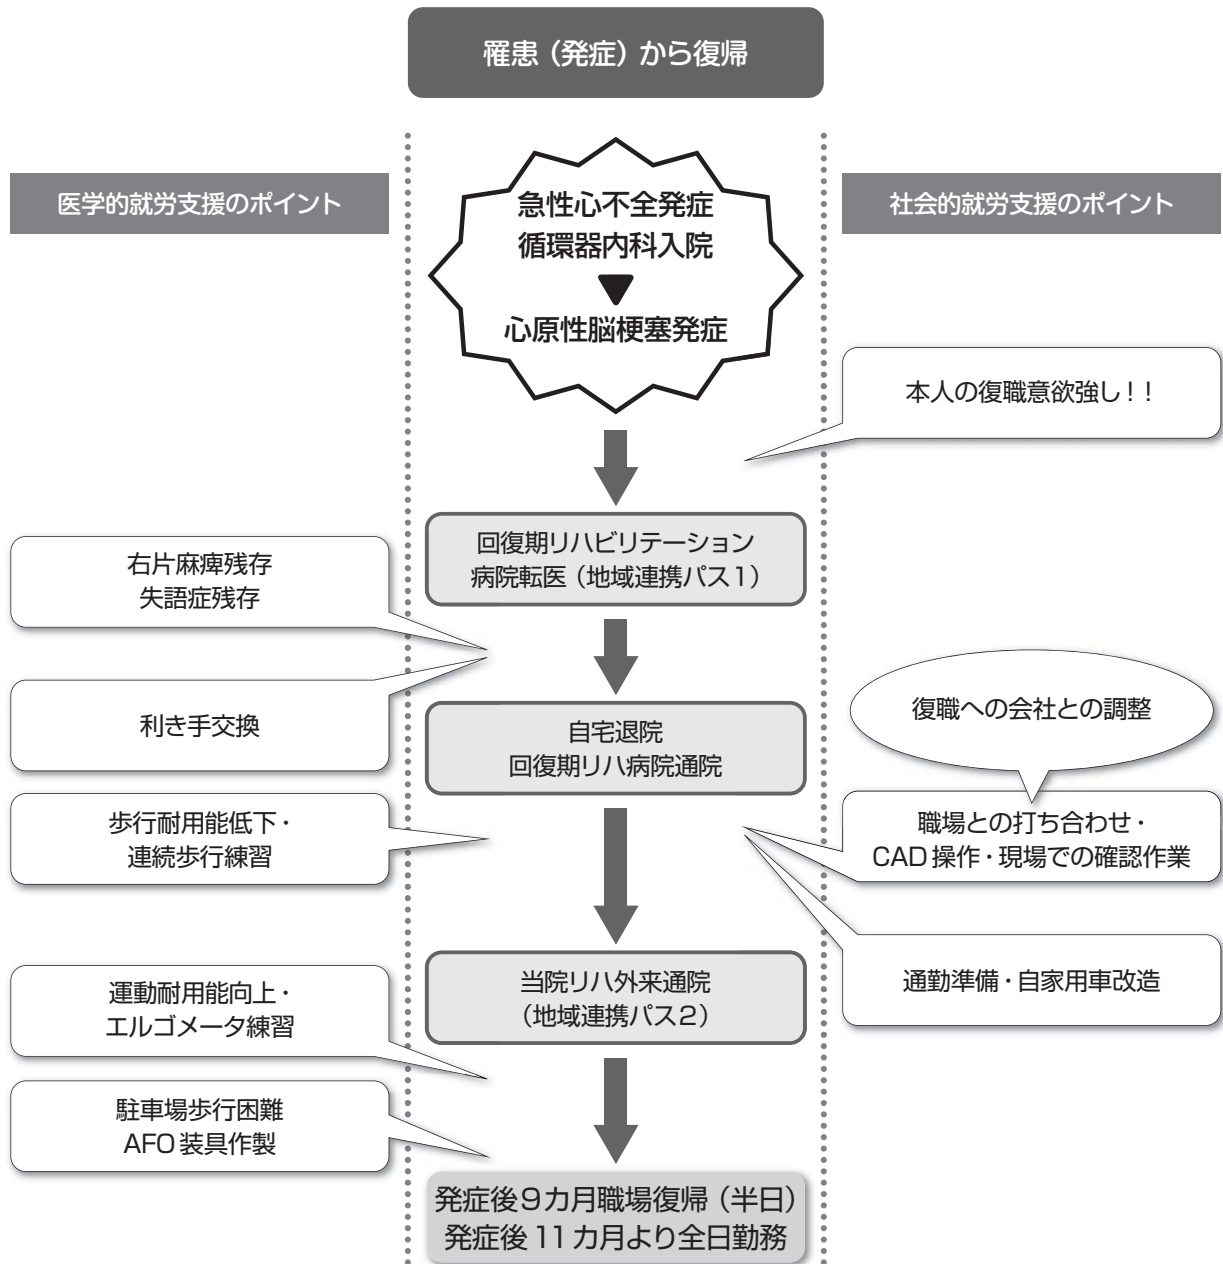 罹患（発症）から復帰
医学的就労支援のポイント
社会的就労支援のポイント
急性心不全発症
循環器内科入院
心原性脳梗塞発症
本人の復職意欲強し！！
回復期リハビリテーション
病院転医（地域連携パス1）
右片麻痺残存
失語症残存
利き手交換
自宅退院
回復期リハ病院通院
復職への会社との調整
歩行耐用能低下・
連続歩行練習
職場との打ち合わせ・
CAD操作・現場での確認作業
当院リハ外来通院
（地域連携パス2）
通勤準備・自家用車改造
運動耐用能向上・
エルゴメータ練習
駐車場歩行困難
AFO装具作製
発症後9カ月職場復帰（半日）
発症後11カ月より全日勤務